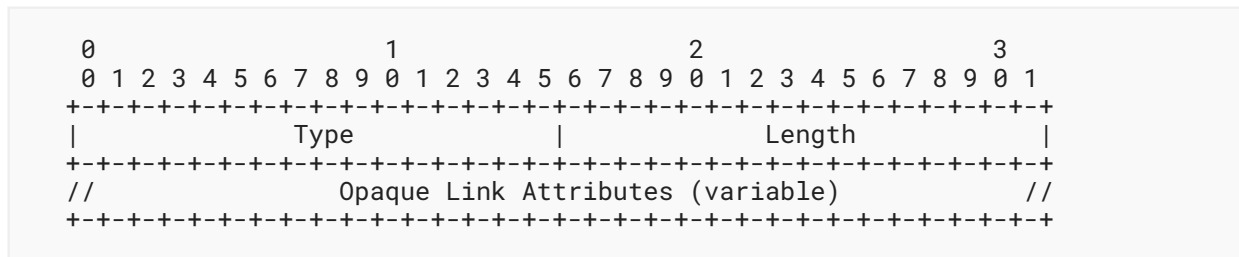 0                   1                   2                   3
 0 1 2 3 4 5 6 7 8 9 0 1 2 3 4 5 6 7 8 9 0 1 2 3 4 5 6 7 8 9 0 1
+-+-+-+-+-+-+-+-+-+-+-+-+-+-+-+-+-+-+-+-+-+-+-+-+-+-+-+-+-+-+-+-+
|              Type               |             Length            |
+-+-+-+-+-+-+-+-+-+-+-+-+-+-+-+-+-+-+-+-+-+-+-+-+-+-+-+-+-+-+-+-+
//                Opaque Link Attributes (variable)            //
+-+-+-+-+-+-+-+-+-+-+-+-+-+-+-+-+-+-+-+-+-+-+-+-+-+-+-+-+-+-+-+-+